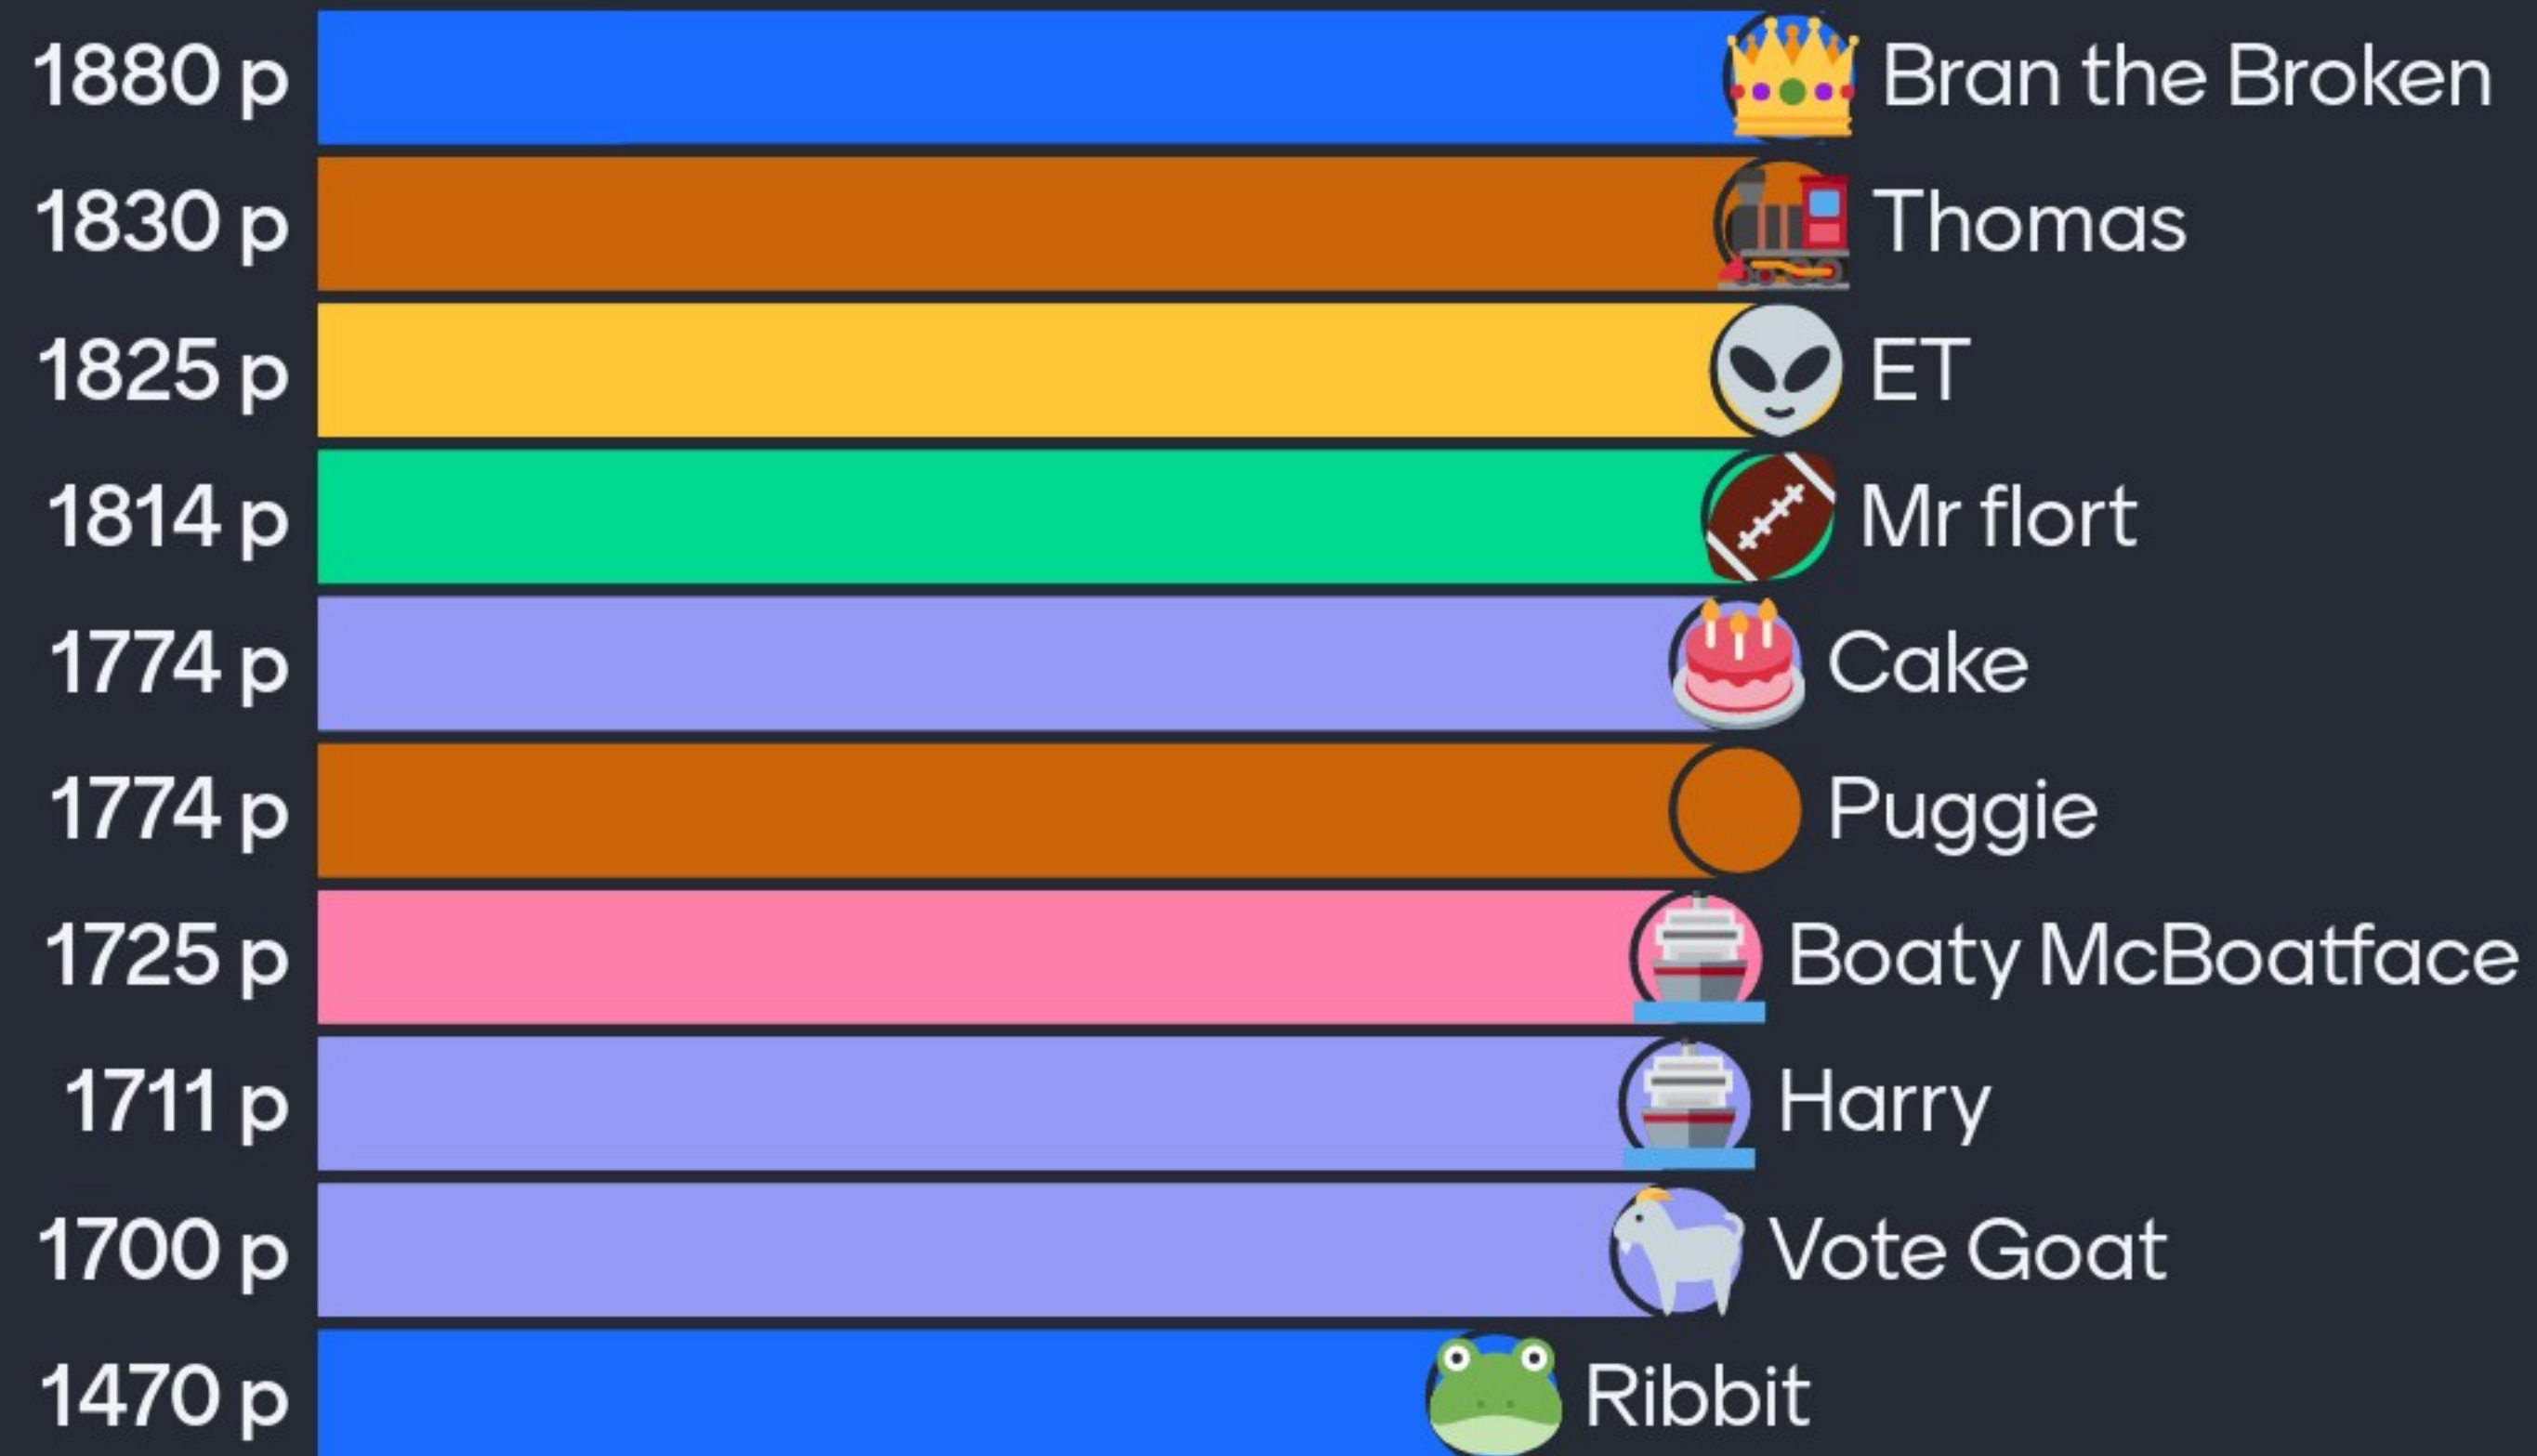 1880 p Bran the Broken
1830 p Thomas
1825 p ET
1814 p Mr flort
1774 p Cake
1774 p Puggie
1725 p Boaty McBoatface
1711 p Harry
1700 p Vote Goat
1470 p Ribbit